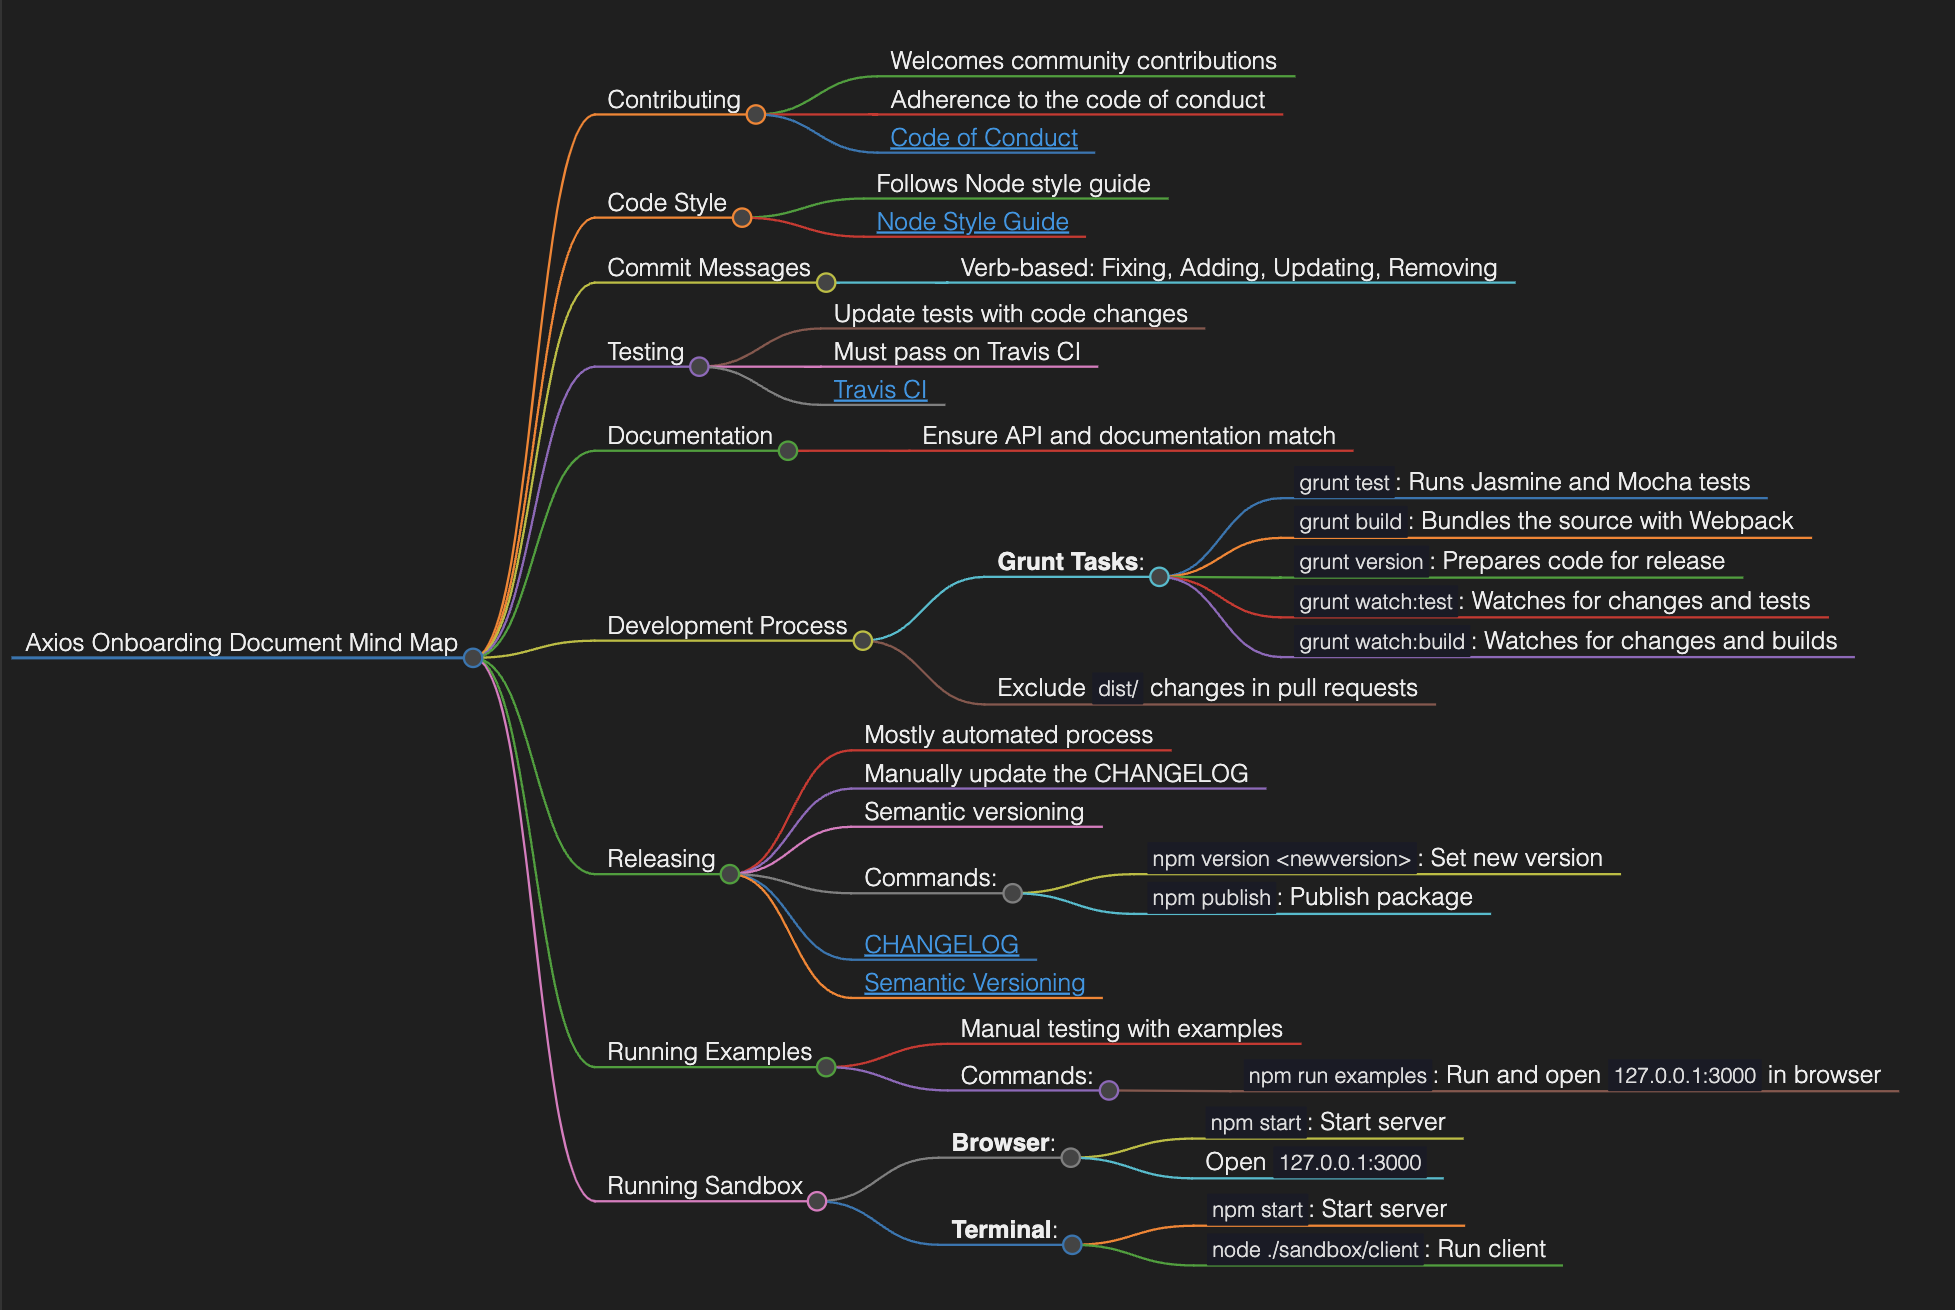 Axios Onboarding Document Mind Map
Contributing
Welcomes community contributions
Adherence to the code of conduct
Code of Conduct
Code Style
Follows Node style guide
Node Style Guide
Commit Messages
Verb-based: Fixing, Adding, Updating, Removing
Testing
Update tests with code changes
Must pass on Travis CI
Travis CI
Documentation
Ensure API and documentation match
Development Process
Grunt Tasks:
grunt test : Runs Jasmine and Mocha tests
grunt build : Bundles the source with Webpack
grunt version : Prepares code for release
grunt watch:test : Watches for changes and tests
grunt watch:build : Watches for changes and builds
Exclude dist/ changes in pull requests
Releasing
Mostly automated process
Manually update the CHANGELOG
Semantic versioning
Commands:
npm version <newversion> : Set new version
npm publish : Publish package
CHANGELOG
Semantic Versioning
Running Examples
Manual testing with examples
Commands:
npm run examples : Run and open 127.0.0.1:3000 in browser
Running Sandbox
Browser:
npm start : Start server
Open 127.0.0.1:3000
Terminal:
npm start : Start server
node ./sandbox/client : Run client